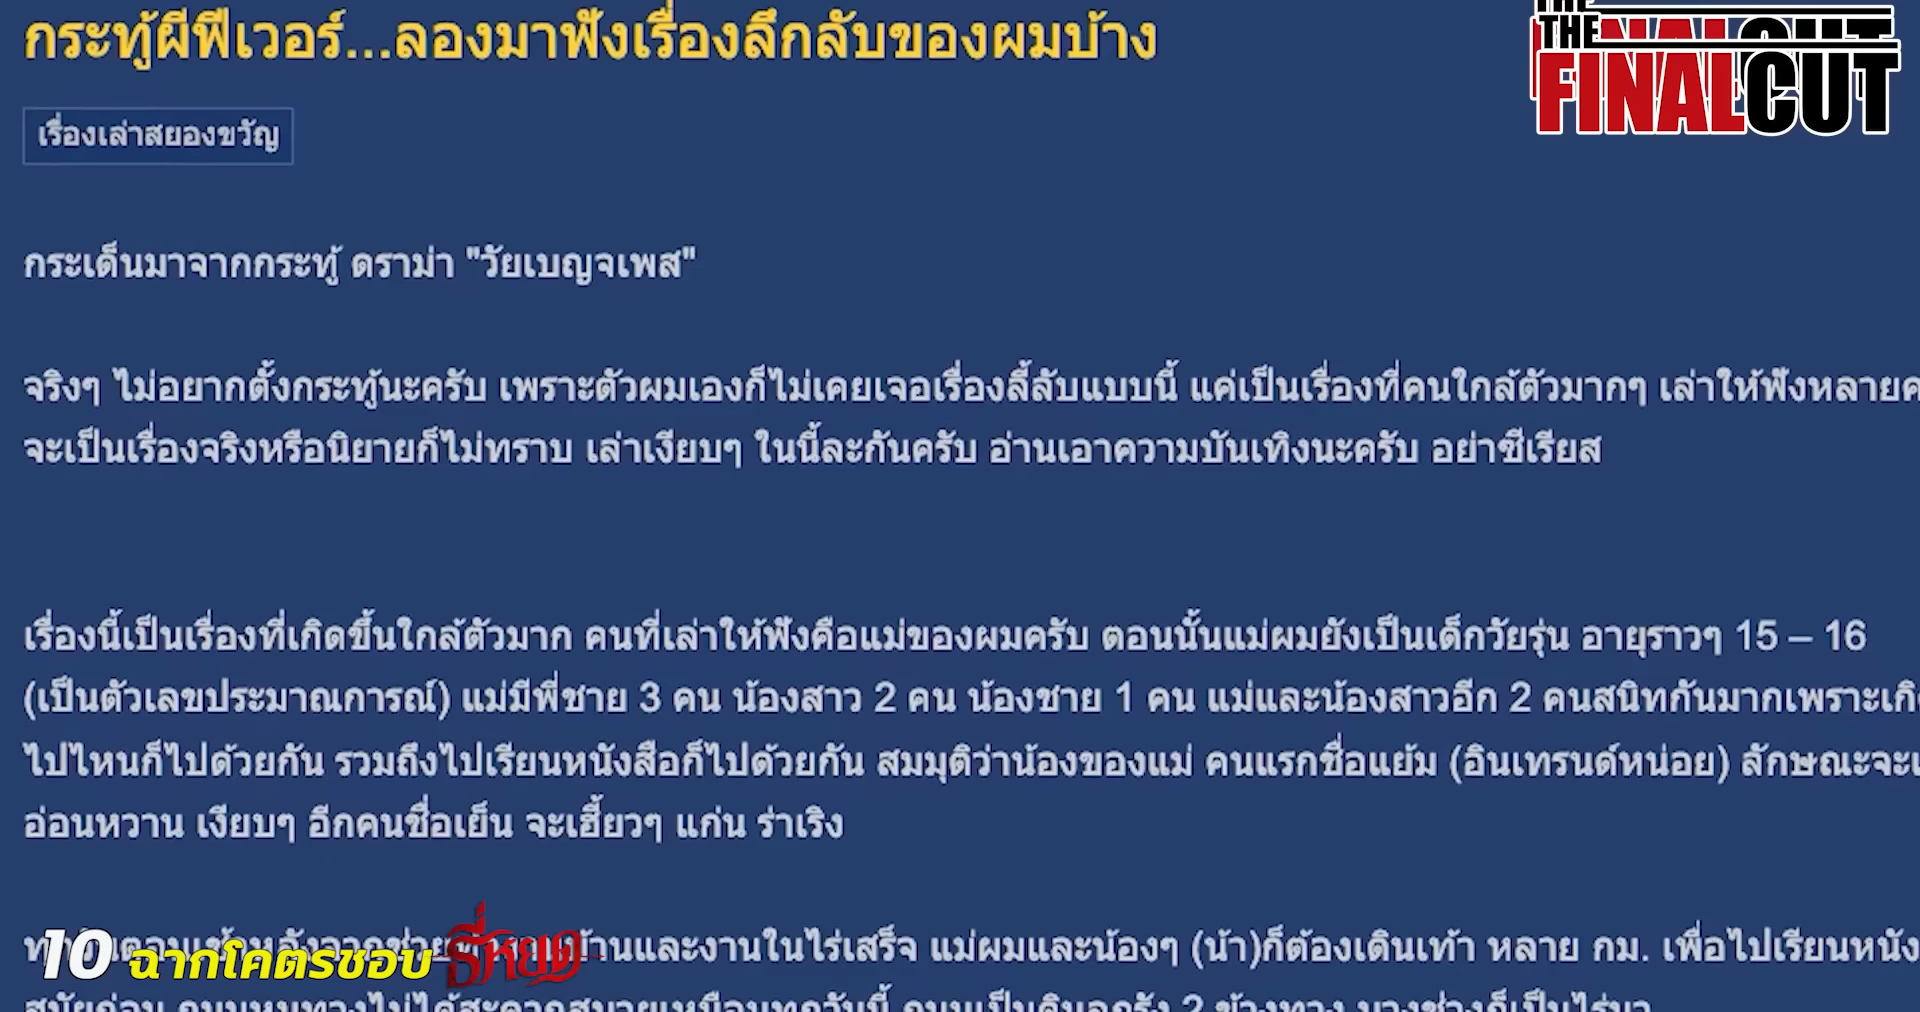 กระทู้ผีฟีเวอร์...ลองมาฟังเรื่องลึกลับของผมบ้าง
THE FINALCUT
เรื่องเล่าสยองขวัญ
กระเด็นมาจากกระทู้ ดราม่า "วัยเบญจเพส"
จริงๆ ไม่อยากตั้งกระทู้นะครับ เพราะตัวผมเองก็ไม่เคยเจอเรื่องลี้ลับแบบนี้ แค่เป็นเรื่องที่คนใกล้ตัวมากๆ เล่าให้ฟังหลาย
จะเป็นเรื่องจริงหรือนิยายก็ไม่ทราบ เล่าเงียบๆ ในนี้ละกันครับ อ่านเอาความบันเทิงนะครับ อย่าซีเรียส
เรื่องนี้เป็นเรื่องที่เกิดขึ้นใกล้ตัวมาก คนที่เล่าให้ฟังคือแม่ของผมครับ ตอนนั้นแม่ผมยังเป็นเด็กวัยรุ่น อายุราวๆ 15 – 16
(เป็นตัวเลขประมาณการณ์) แม่มีพี่ชาย 3 คน น้องสาว 2 คน น้องชาย 1 คน แม่และน้องสาวอีก 2 คนสนิทกันมากเพราะ
ไปไหนก็ไปด้วยกัน รวมถึงไปเรียนหนังสือก็ไปด้วยกัน สมมุติว่าน้องของแม่ คนแรกชื่อแย้ม (อินเทรนด์หน่อย) ลักษณะจะ
อ่อนหวาน เงียบๆ อีกคนชื่อเย็น จะเฮี้ยวๆ แก่น ร่าเริง
บ้านและงานในไร่เสร็จ แม่ผมและน้องๆ (น้า)ก็ต้องเดินเท้า หลาย กม. เพื่อไปเรียนหนัง
10 ฉากโคตรชอบ ธี่หยด